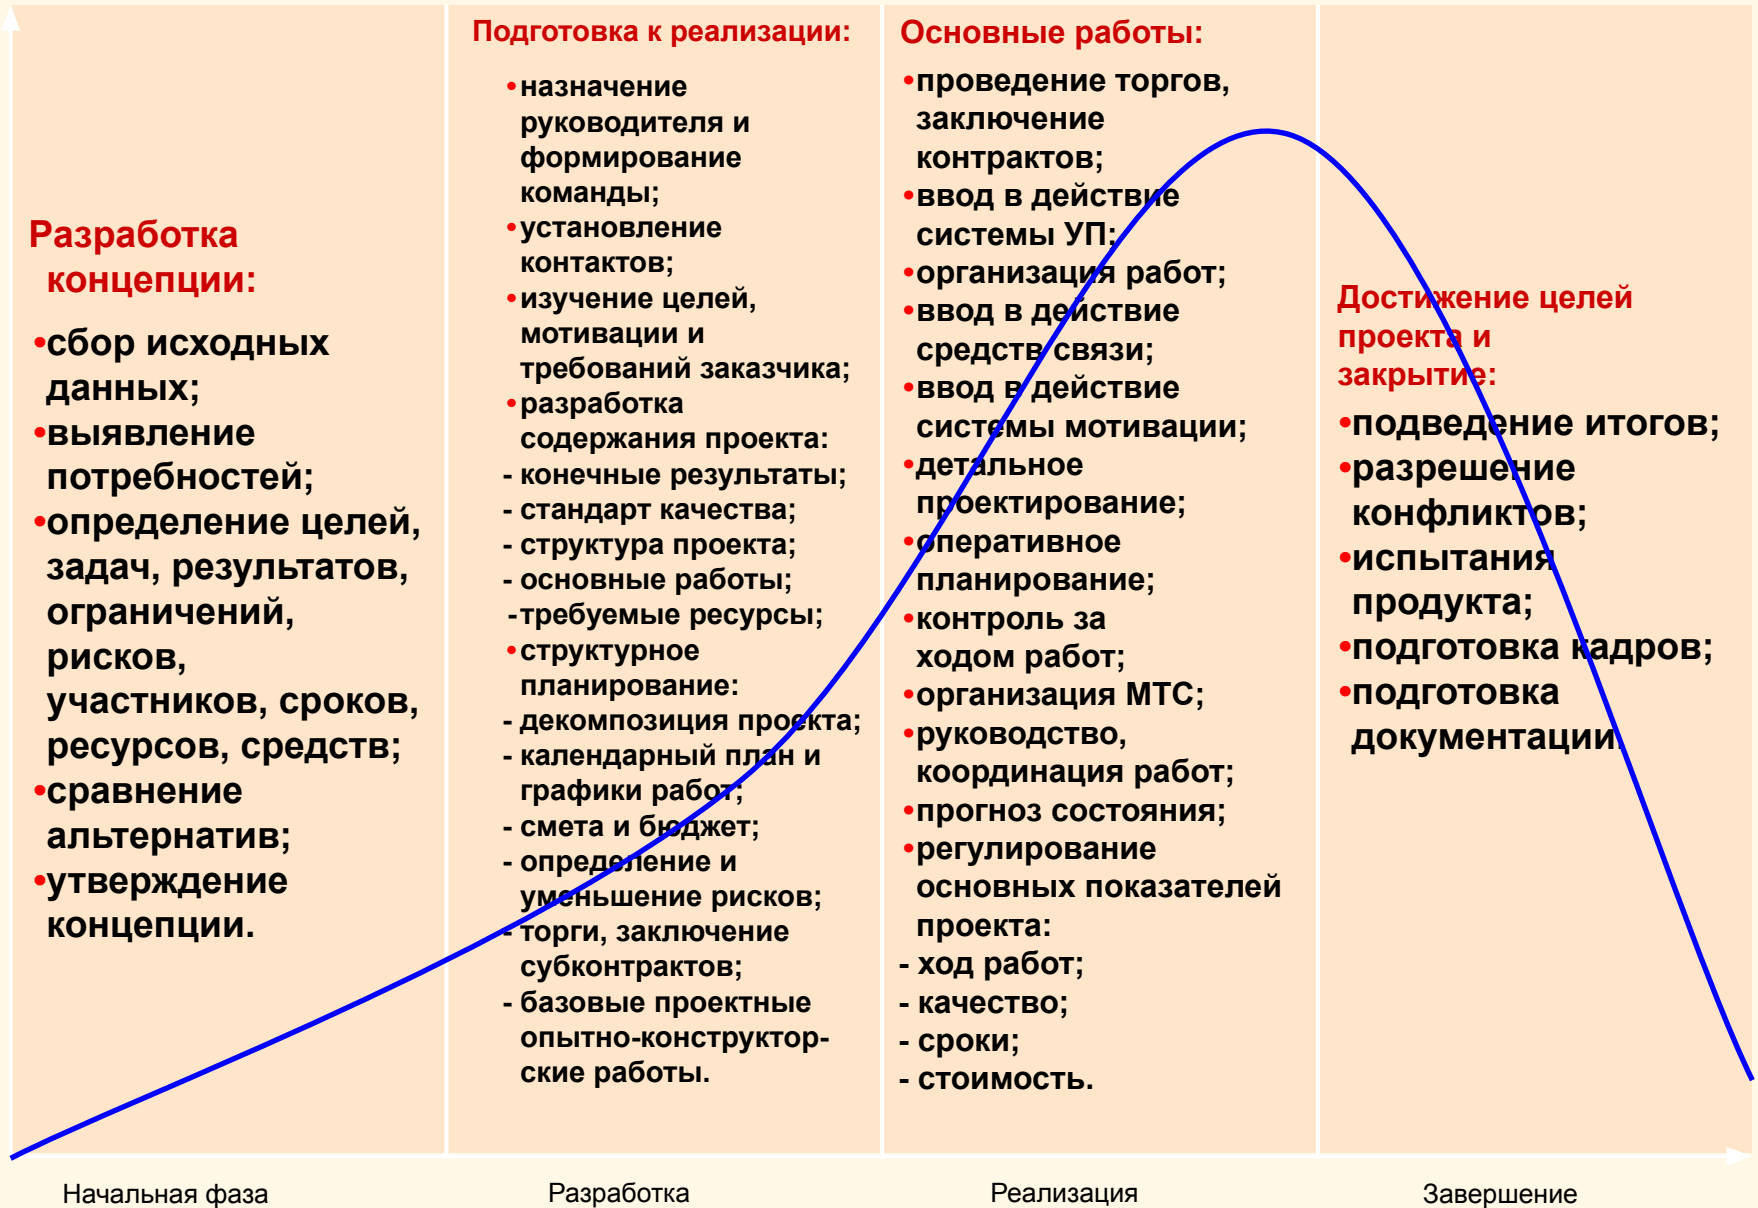 Разработка
концепции:
•сбор исходных
данных;
•выявление
потребностей;
•определение целей,
задач, результатов,
ограничений,
рисков,
участников, сроков,
ресурсов, средств;
•сравнение
альтернатив;
•утверждение
концепции.
Подготовка к реализации:
•назначение
руководителя и
формирование
команды;
•установление
контактов;
•изучение целей,
мотивации и
требований заказчика;
•разработка
содержания проекта:
- конечные результаты;
- стандарт качества;
- структура проекта;
- основные работы;
-требуемые ресурсы;
•структурное
планирование:
- декомпозиция проекта;
- календарный план и
графики работ;
- смета и бюджет;
- определение и
уменьшение рисков;
- торги, заключение
субконтрактов;
- базовые проектные
опытно-конструктор-
ские работы.
Основные работы:
•проведение торгов,
заключение
контрактов;
•ввод в действие
системы УП;
•организация работ;
•ввод в действие
средств связи;
•ввод в действие
системы мотивации;
•детальное
проектирование;
•оперативное
планирование;
•контроль за
ходом работ;
•организация МТС;
•руководство,
координация работ;
•прогноз состояния;
•регулирование
основных показателей
проекта:
- ход работ;
- качество;
- сроки;
- стоимость.
Достижение целей
проекта и
закрытие:
•подведение итогов;
•разрешение
конфликтов;
•испытания
продукта;
•подготовка кадров;
•подготовка
документации.
Начальная фаза
Разработка
Реализация
Завершение